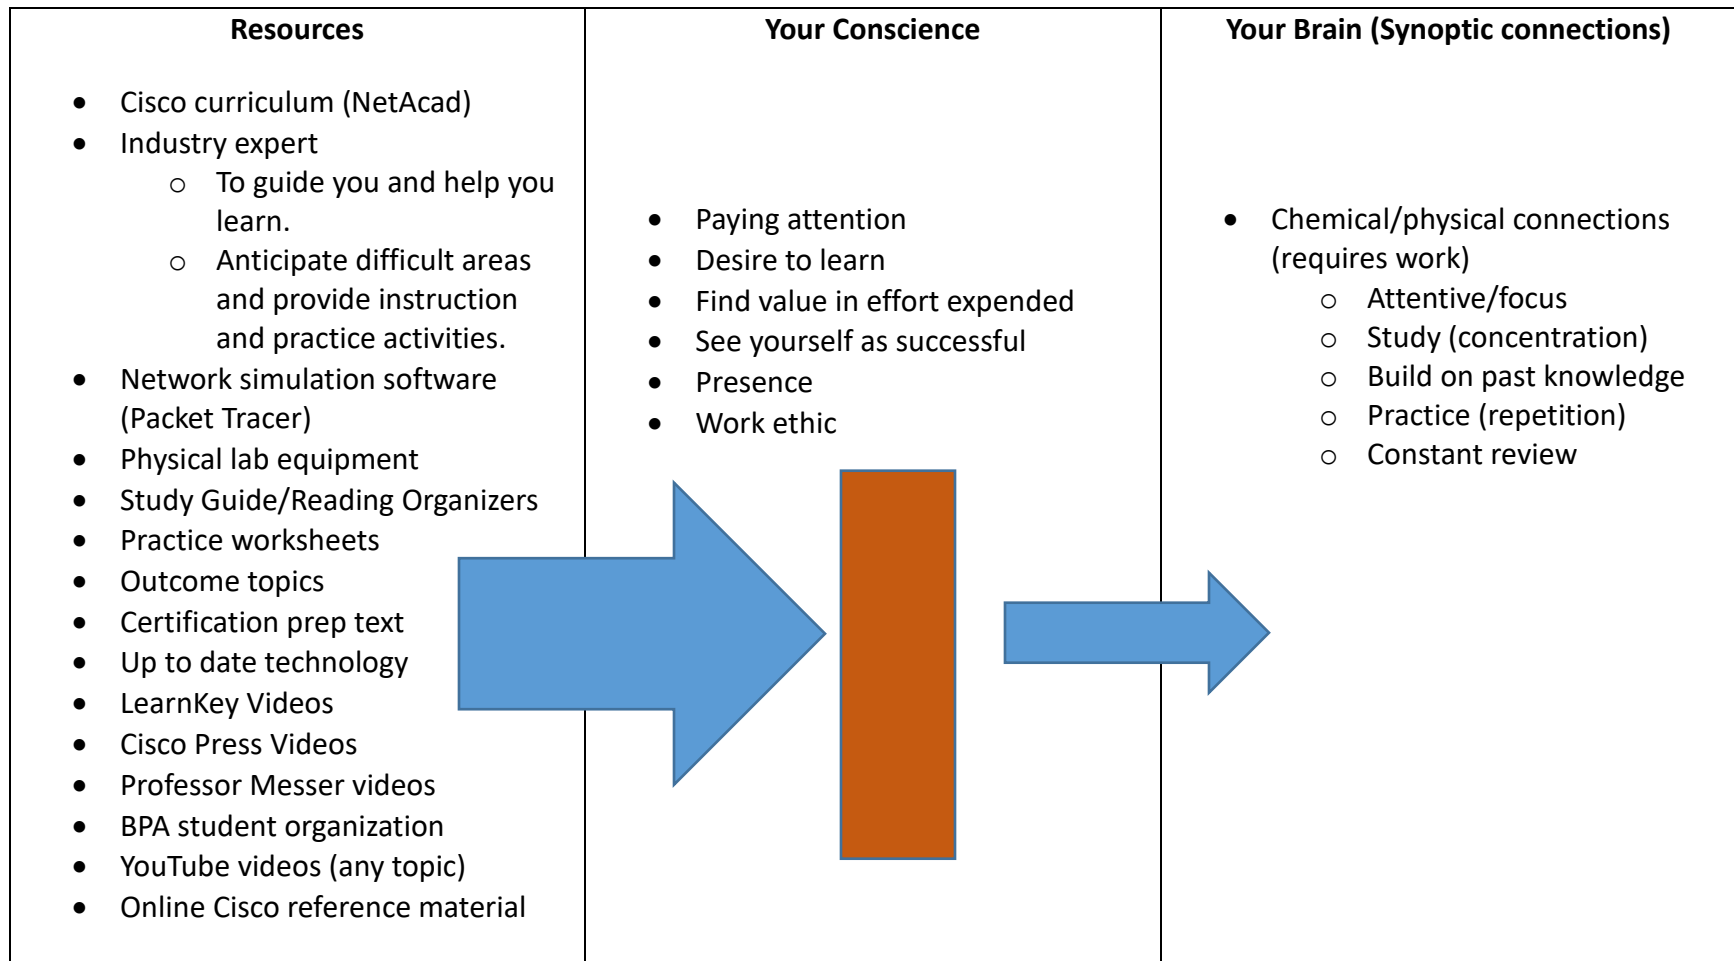 Resources
• Cisco curriculum (NetAcad)
• Industry expert
o To guide you and help you
learn.
o Anticipate difficult areas
and provide instruction
and practice activities.
• Network simulation software
(Packet Tracer)
• Physical lab equipment
• Study Guide/Reading Organizers
• Practice worksheets
• Outcome topics
• Certification prep text
• Up to date technology
• LearnKey Videos
• Cisco Press Videos
• Professor Messer videos
• BPA student organization
• YouTube videos (any topic)
• Online Cisco reference material
Your Conscience
• Paying attention
• Desire to learn
• Find value in effort expended
• See yourself as successful
• Presence
• Work ethic
Your Brain (Synoptic connections)
• Chemical/physical connections
(requires work)
o Attentive/focus
o Study (concentration)
o Build on past knowledge
o Practice (repetition)
o Constant review